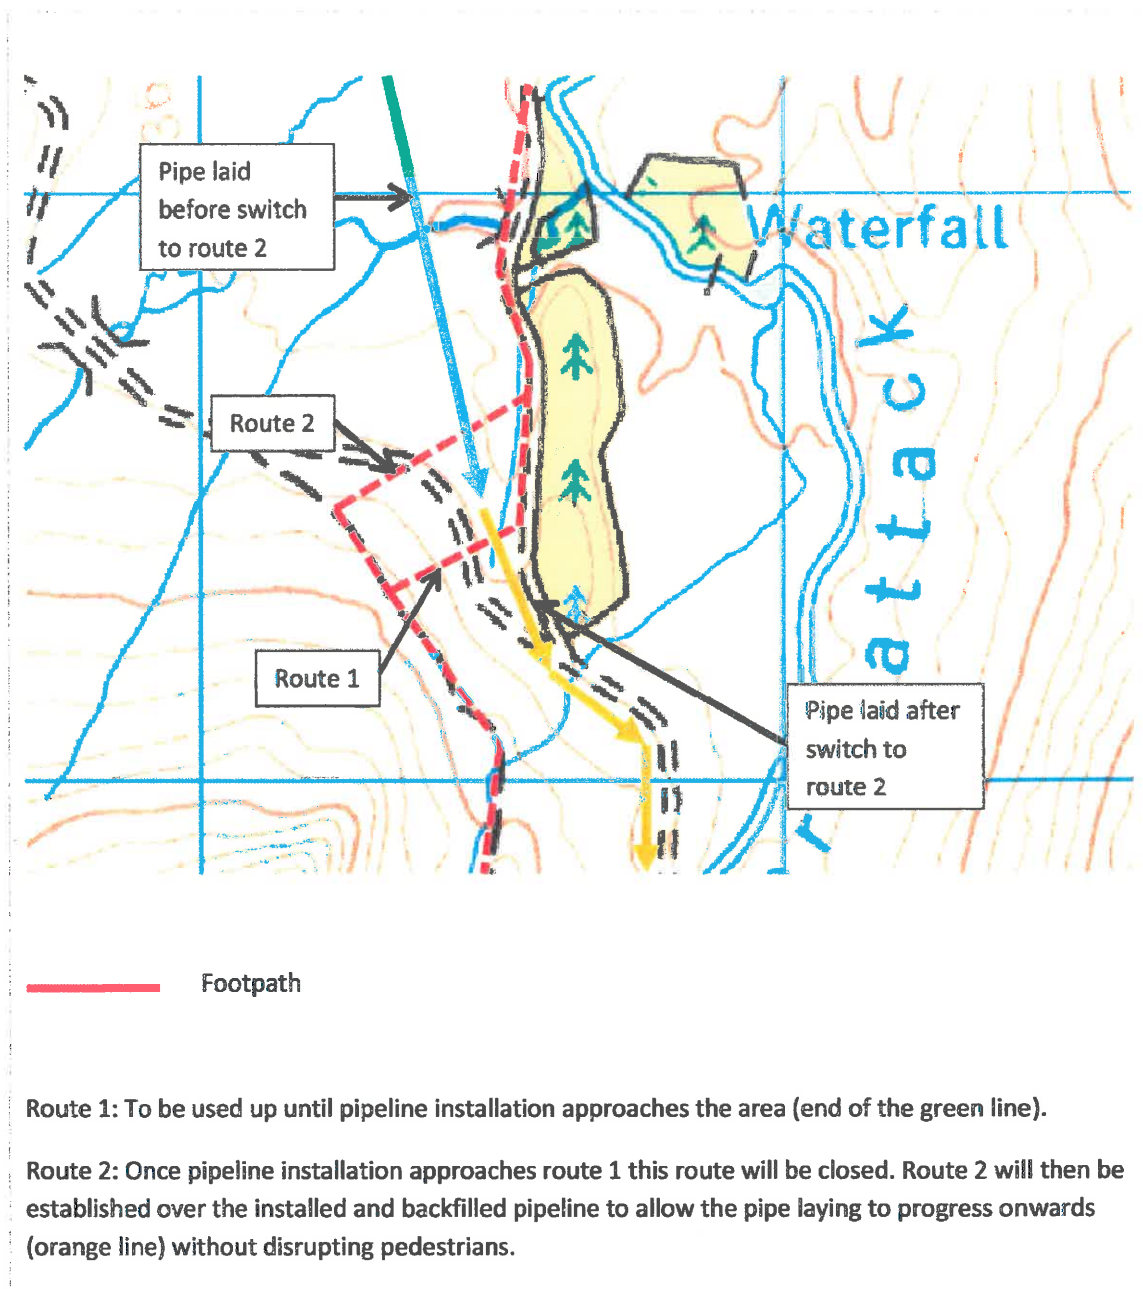 Pipe laid
before switch
to route 2
Waterfall
Route 2
Route 1
attack
r
Pipe laid after
switch to
route 2
Footpath
Route 1: To be used up until pipeline installation approaches the area (end of the green line).
Route 2: Once pipeline installation approaches route 1 this route will be closed. Route 2 will then be
established over the installed and backfilled pipeline to allow the pipe laying to progress onwards
(orange line) without disrupting pedestrians.